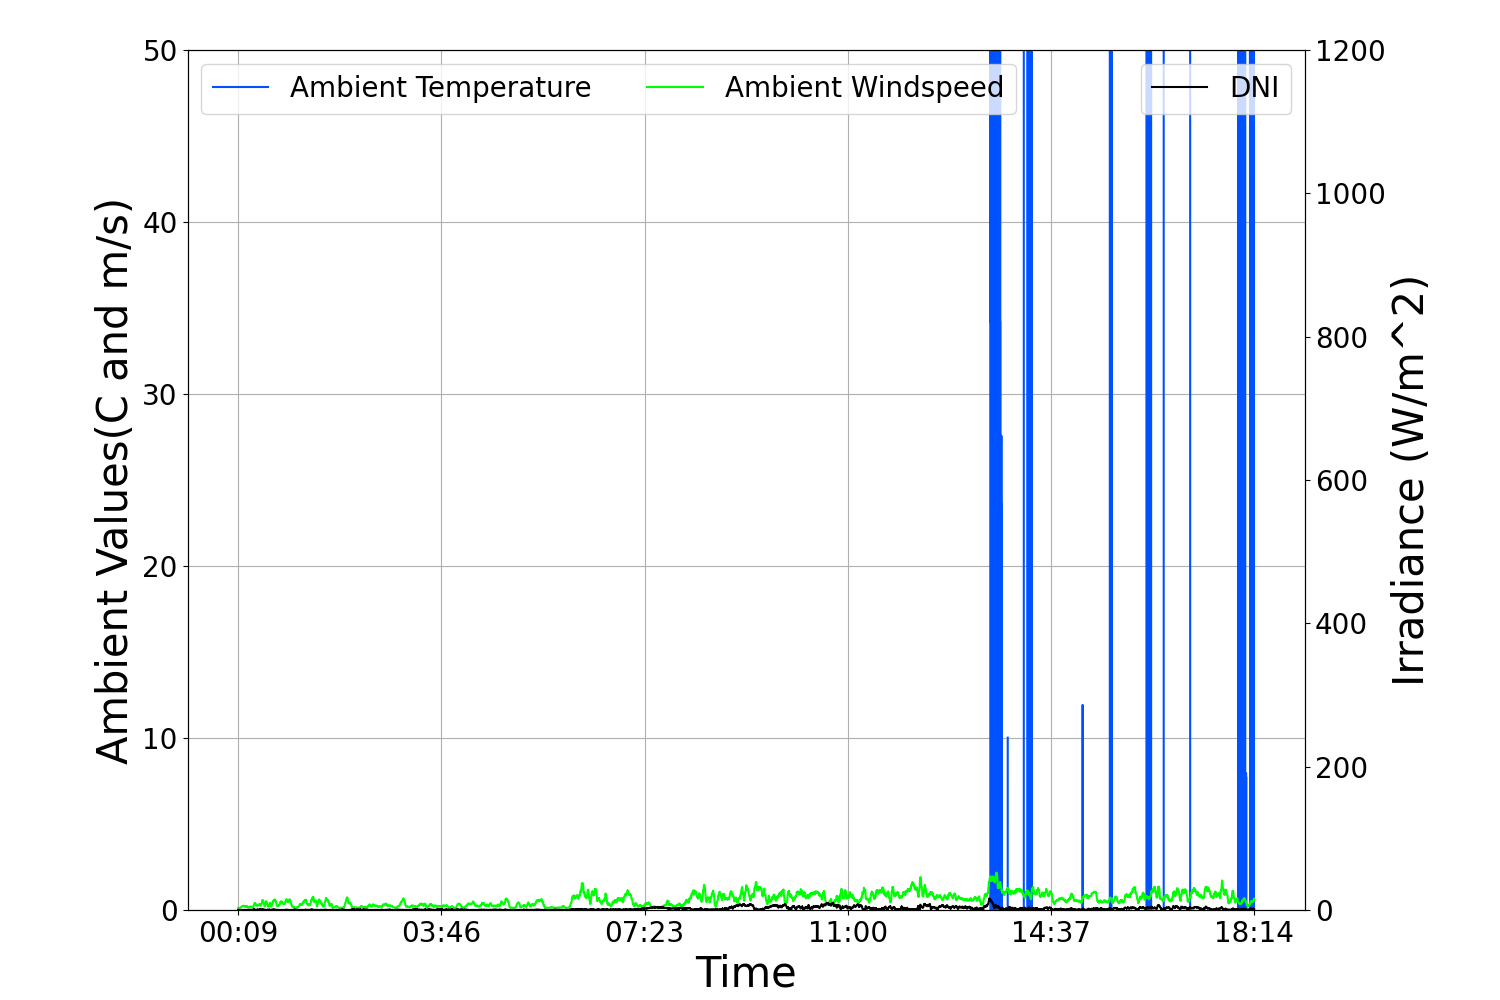 Ambient Temperature
Ambient Windspeed
DNI
Ambient Values(C and m/s)
50
40
30
20
10
0
1200
1000
800
600
400
200
0
Irradiance (W/m^2)
00:09 03:46 07:23 11:00 14:37 18:14
Time